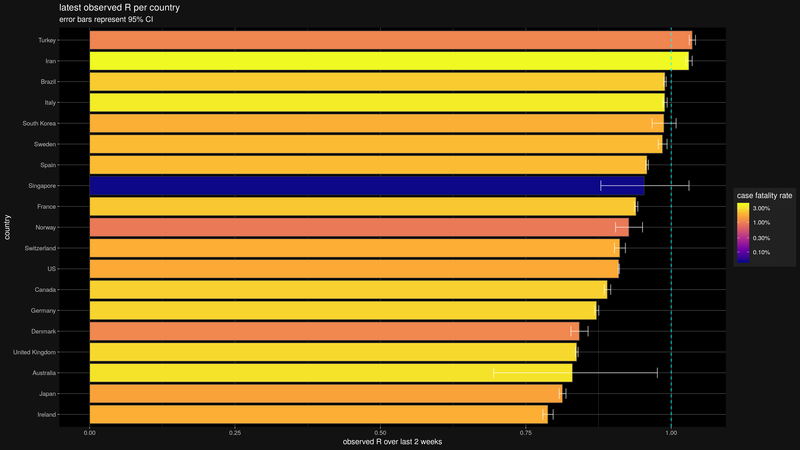 latest observed R per country
error bars represent 95% CI
country
Turkey
Iran
Brazil
Italy
South Korea
Sweden
Spain
Singapore
France
Norway
Switzerland
US
Canada
Germany
Denmark
United Kingdom
Australia
Japan
Ireland
0.00 0.25 0.50 0.75 1.00
observed R over last 2 weeks
case fatality rate
3.00%
1.00%
0.30%
0.10%